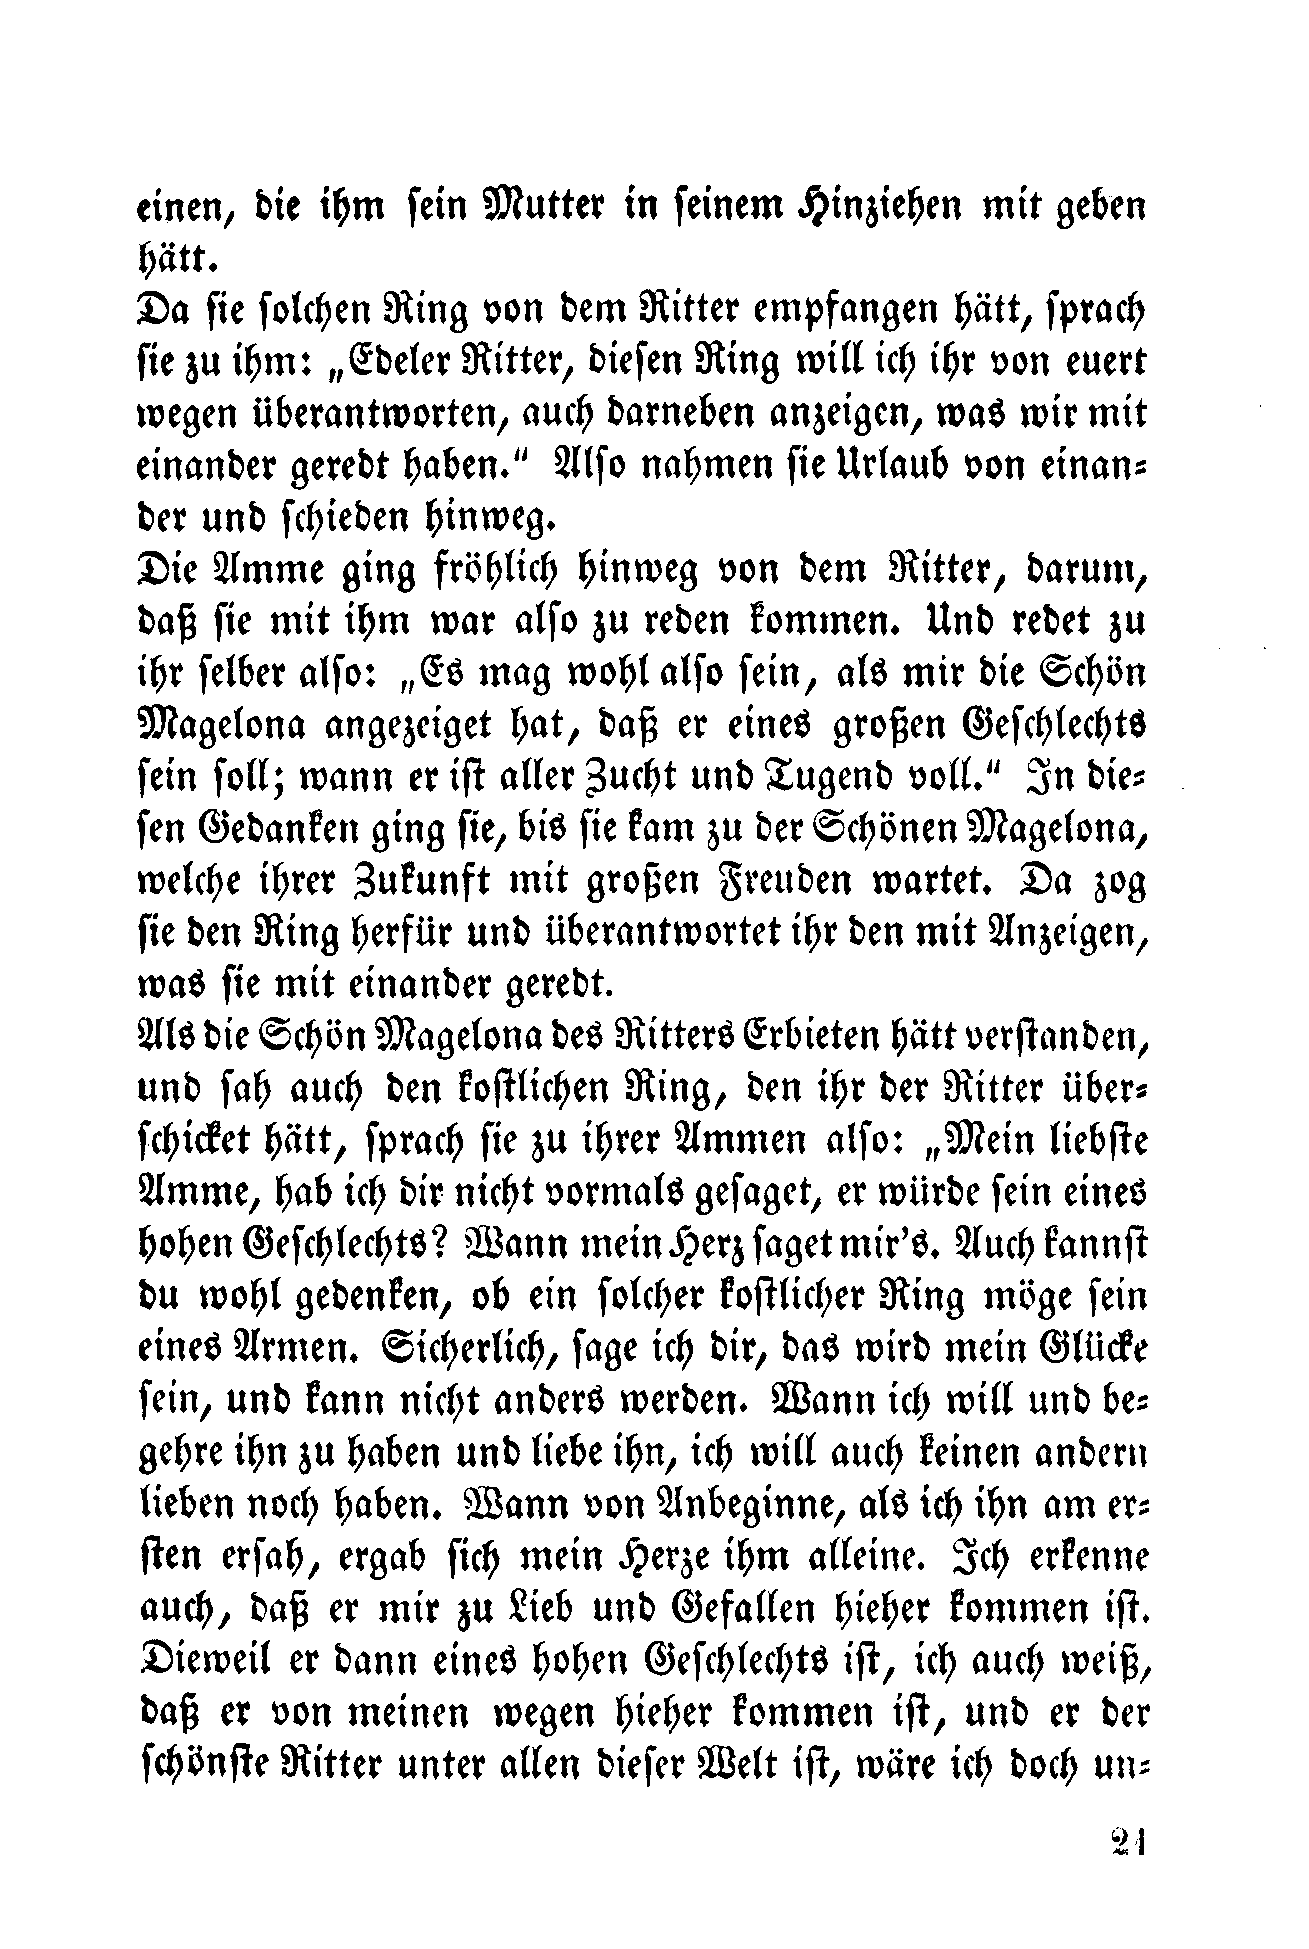 einen, die ihm sein Mutter in seinem Hinziehen mit geben
hätt.
Da sie solchen Ring von dem Ritter empfangen hätt, sprach
sie zu ihm: „Edeler Ritter, diesen Ring will ich ihr von euert
wegen überantworten, auch darneben anzeigen, was wir mit
einander geredt haben.“ Also nahmen sie Urlaub von einan-
der und schieden hinweg.
Die Amme ging fröhlich hinweg von dem Ritter, darum,
daß sie mit ihm war also zu reden kommen. Und redet zu
ihr selber also: „Es mag wohl also sein, als mir die Schön
Magelona angezeiget hat, daß er eines großen Geschlechts
sein soll; wann er ist aller Zucht und Tugend voll.“ In die-
sen Gedanken ging sie, bis sie kam zu der Schönen Magelona,
welche ihrer Zukunft mit großen Freuden wartet. Da zog
sie den Ring herfür und überantwortet ihr den mit Anzeigen,
was sie mit einander geredt.
Als die Schön Magelona des Ritters Erbieten hätt verstanden,
und sah auch den kostlichen Ring, den ihr der Ritter über-
schicket hätt, sprach sie zu ihrer Ammen also: „Mein liebste
Amme, hab ich dir nicht vormals gesaget, er würde sein eines
hohen Geschlechts? Wann mein Herz saget mir's. Auch kannst
du wohl gedenken, ob ein solcher kostlicher Ring möge sein
eines Armen. Sicherlich, sage ich dir, das wird mein Glücke
sein, und kann nicht anders werden. Wann ich will und be-
gehre ihn zu haben und liebe ihn, ich will auch keinen andern
lieben noch haben. Wann von Anbeginne, als ich ihn am er-
sten ersah, ergab sich mein Herze ihm alleine. Ich erkenne
auch, daß er mir zu Lieb und Gefallen hieher kommen ist.
Dieweil er dann eines hohen Geschlechts ist, ich auch weiß,
daß er von meinen wegen hieher kommen ist, und er der
schönste Ritter unter allen dieser Welt ist, wäre ich doch un-
21